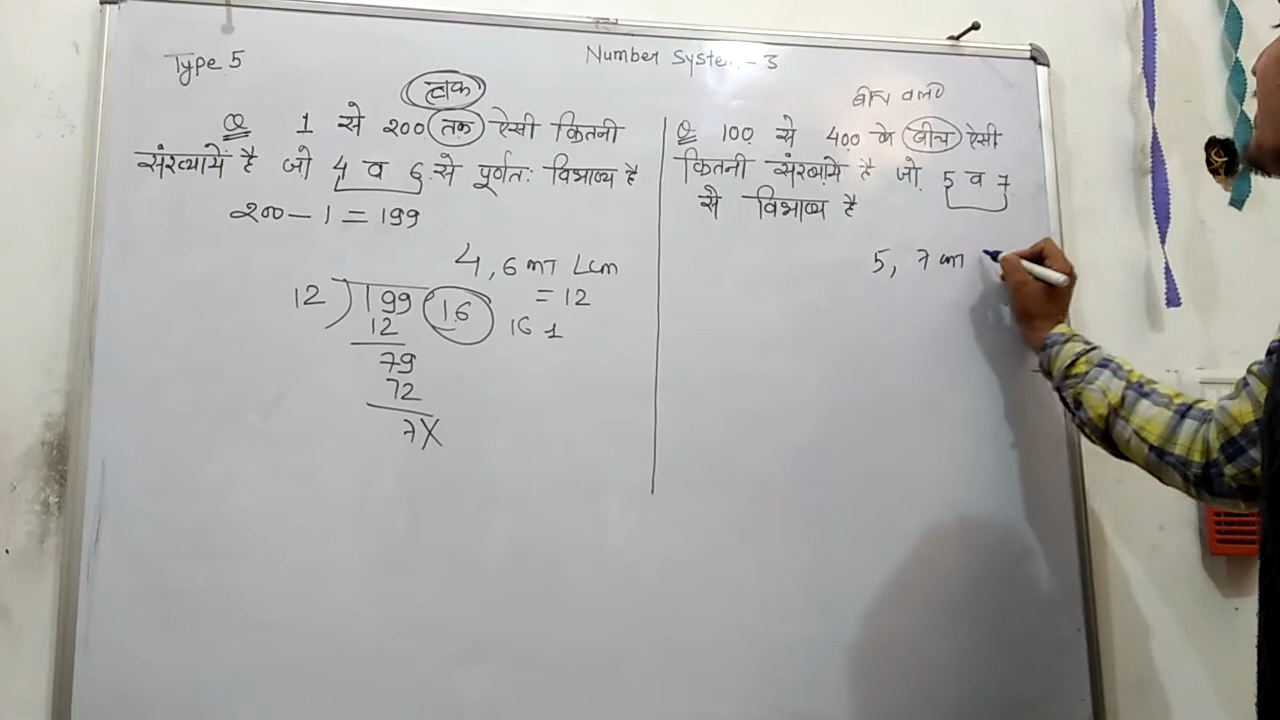 Type 5
Number System - 3
तक
Q 1 से 200 तक ऐसी कितनी
संख्यायें है जो 4 व 6 से पूर्णतः विभाज्य है
200 - 1 = 199
4, 6 का Lcm
= 12
12 ) 199 ( 16
16 1
12
79
72
7 X
बीच वाली
Q 100 से 400 के बीच ऐसी
कितनी संख्याये है जो 5 व 7
से विभाज्य है
5, 7 का